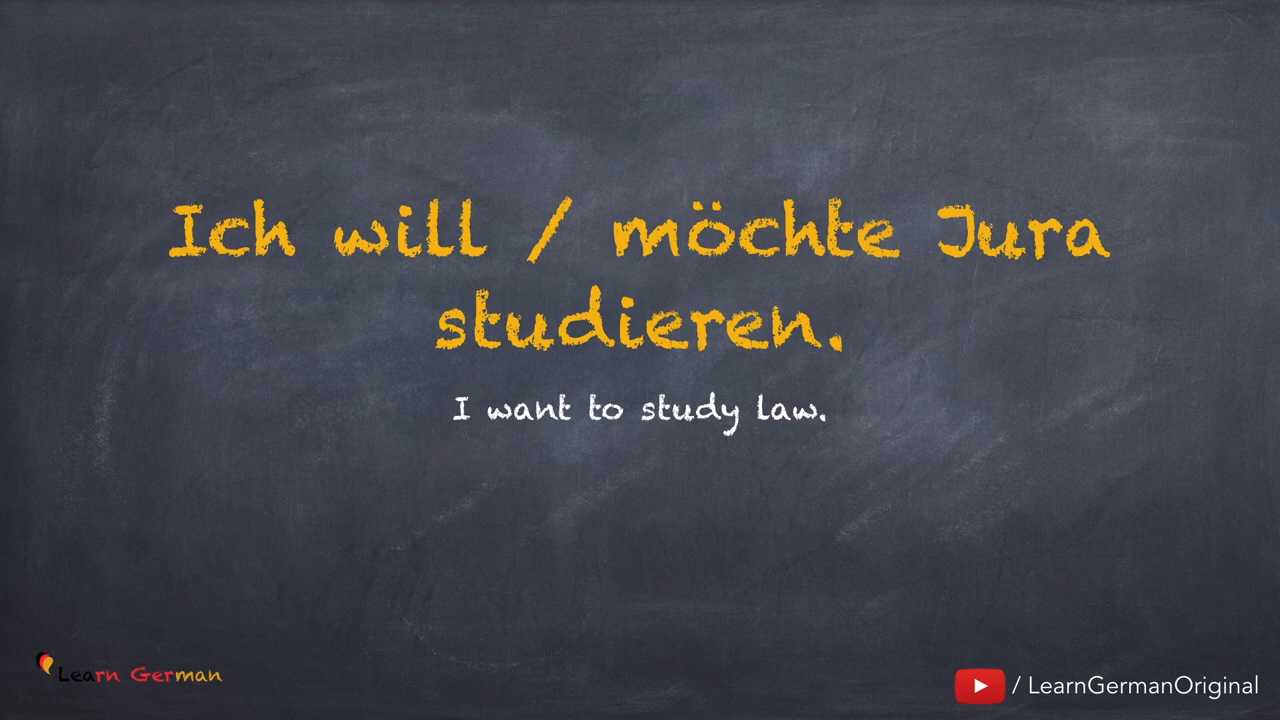 Ich will / möchte Jura
studieren.
I want to study law.
Learn German
/ LearnGermanOriginal